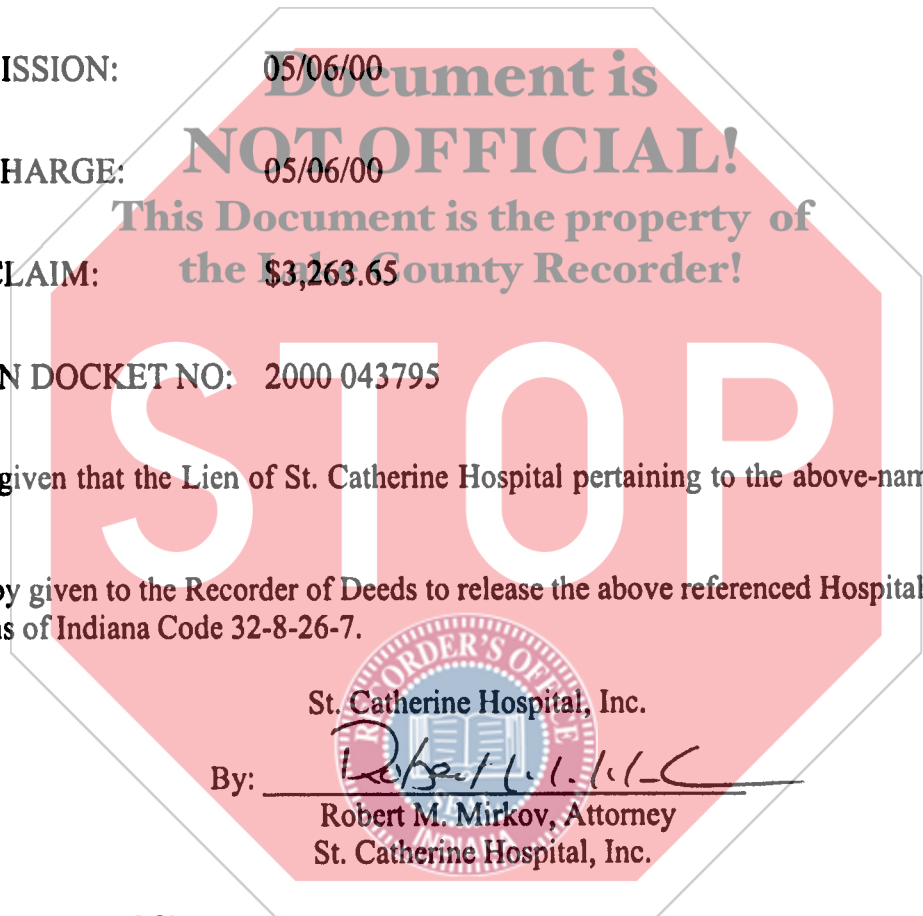 ISSION: 05/06/00
Document is
NOT OFFICIAL!
HARGE: 05/06/00
This Document is the property of
the Lake County Recorder!
CLAIM: $3,263.65
STOP
N DOCKET NO: 2000 043795
given that the Lien of St. Catherine Hospital pertaining to the above-nam
by given to the Recorder of Deeds to release the above referenced Hospital
s of Indiana Code 32-8-26-7.
RECORDER'S OFFICE
St. Catherine Hospital, Inc.
By:
SEAL
Robert M. Mirkov, Attorney
INDIANA
St. Catherine Hospital, Inc.